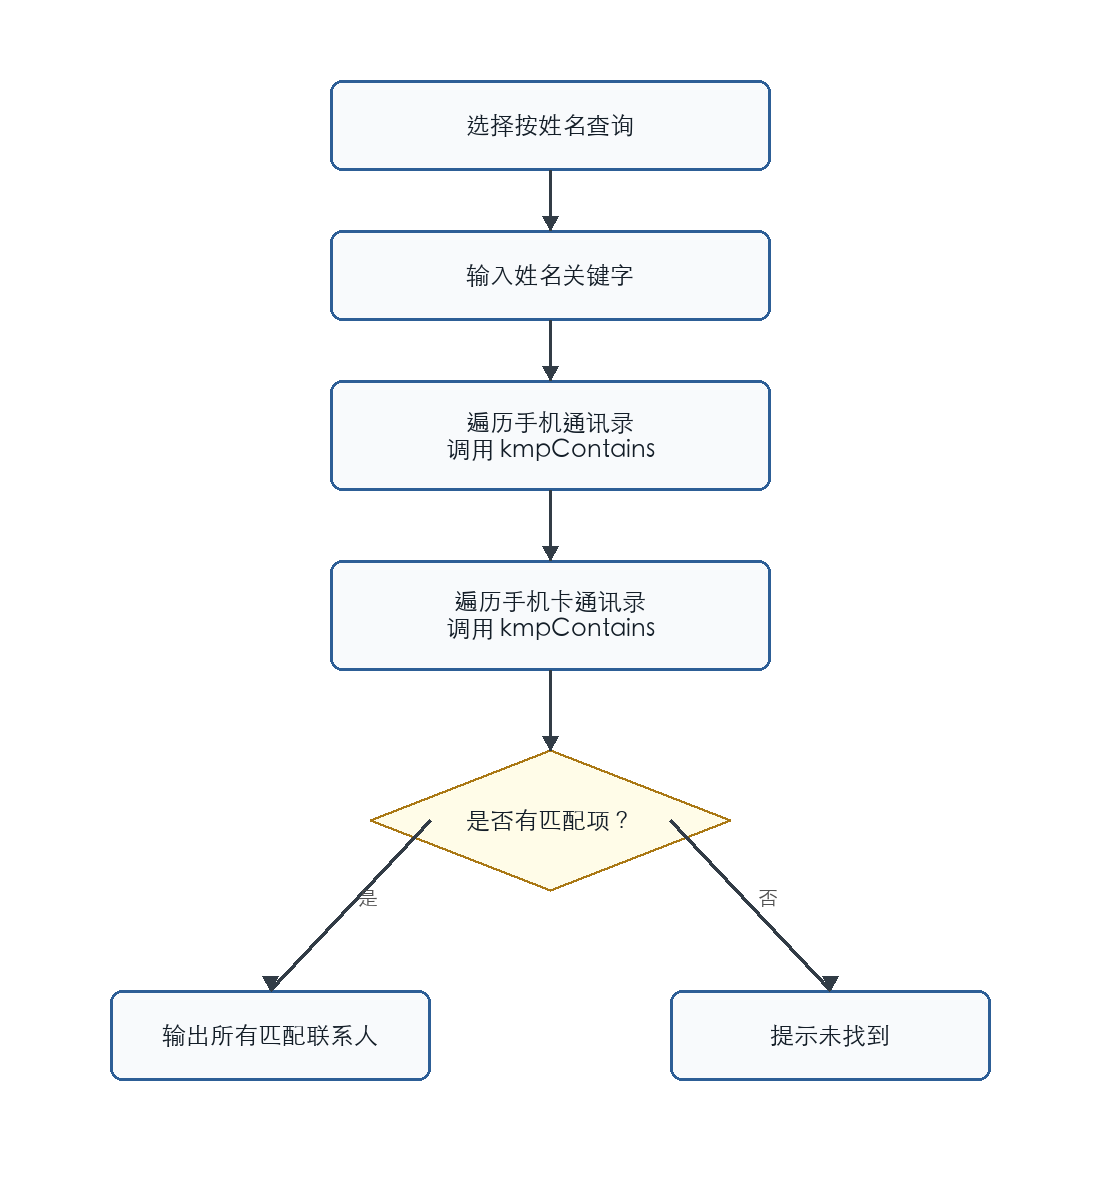 选择按姓名查询
输入姓名关键字
遍历手机通讯录
调用 kmpContains
遍历手机卡通讯录
调用 kmpContains
是否有匹配项？
是
否
输出所有匹配联系人
提示未找到